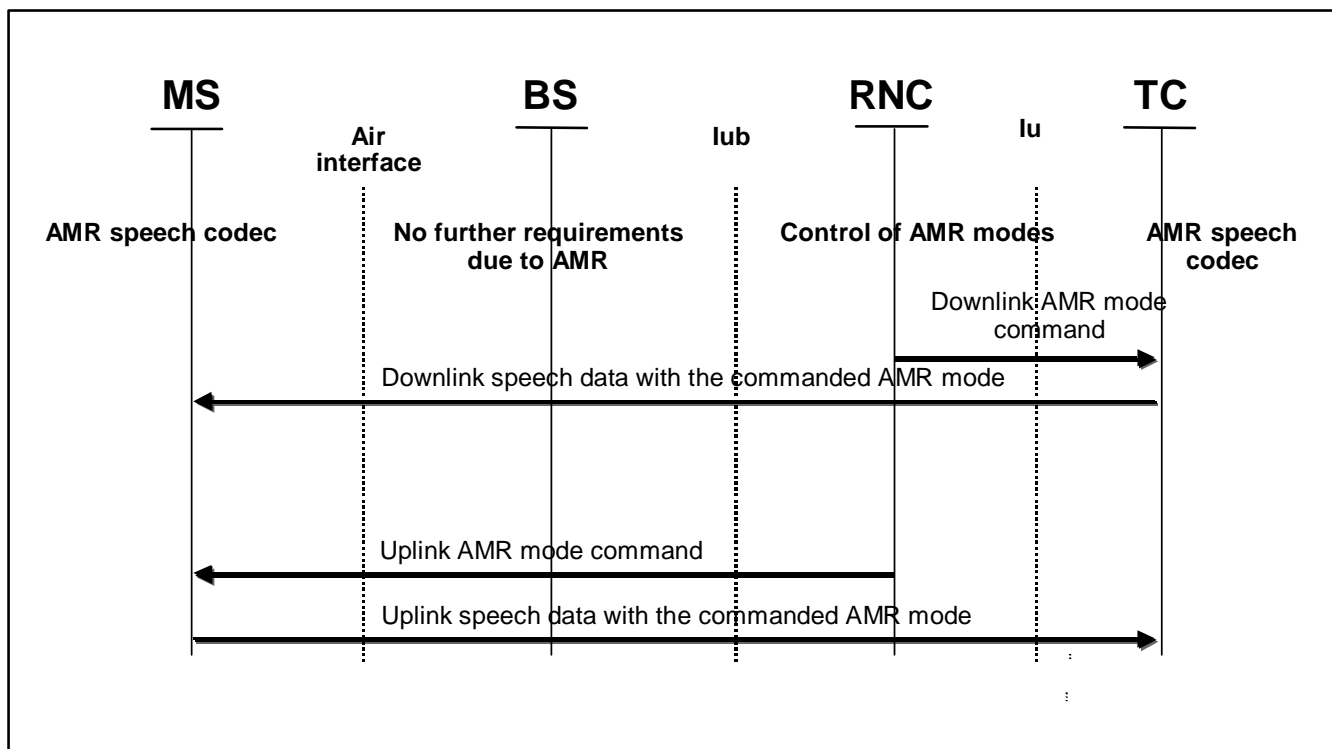 MS
BS
RNC
TC
Air
interface
Iub
Iu
AMR speech codec
No further requirements
due to AMR
Control of AMR modes
AMR speech
codec
Downlink AMR mode
command
Downlink speech data with the commanded AMR mode
Uplink AMR mode command
Uplink speech data with the commanded AMR mode